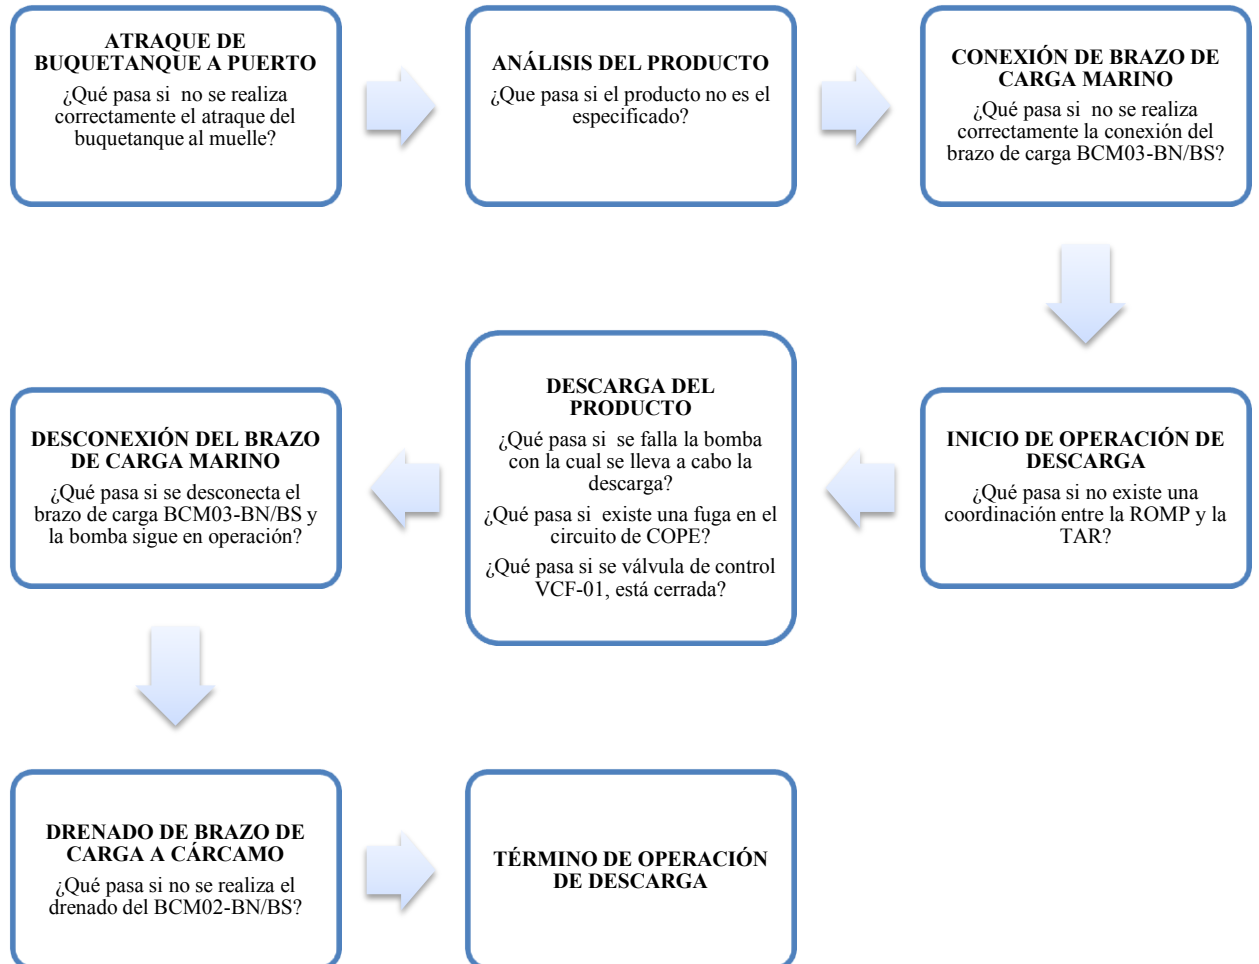 ATRAQUE DE
BUQUETANQUE A PUERTO
¿Qué pasa si  no se realiza
correctamente el atraque del
buquetanque al muelle?
ANÁLISIS DEL PRODUCTO
¿Que pasa si el producto no es el
especificado?
CONEXIÓN DE BRAZO DE
CARGA MARINO
¿Qué pasa si  no se realiza
correctamente la conexión del
brazo de carga BCM03-BN/BS?
INICIO DE OPERACIÓN DE
DESCARGA
¿Qué pasa si no existe una
coordinación entre la ROMP y la
TAR?
DESCARGA DEL
PRODUCTO
¿Qué pasa si  se falla la bomba
con la cual se lleva a cabo la
descarga?
¿Qué pasa si  existe una fuga en el
circuito de COPE?
¿Qué pasa si se válvula de control
VCF-01, está cerrada?
DESCONEXIÓN DEL BRAZO
DE CARGA MARINO
¿Qué pasa si se desconecta el
brazo de carga BCM03-BN/BS y
la bomba sigue en operación?
DRENADO DE BRAZO DE
CARGA A CÁRCAMO
¿Qué pasa si no se realiza el
drenado del BCM02-BN/BS?
TÉRMINO DE OPERACIÓN
DE DESCARGA